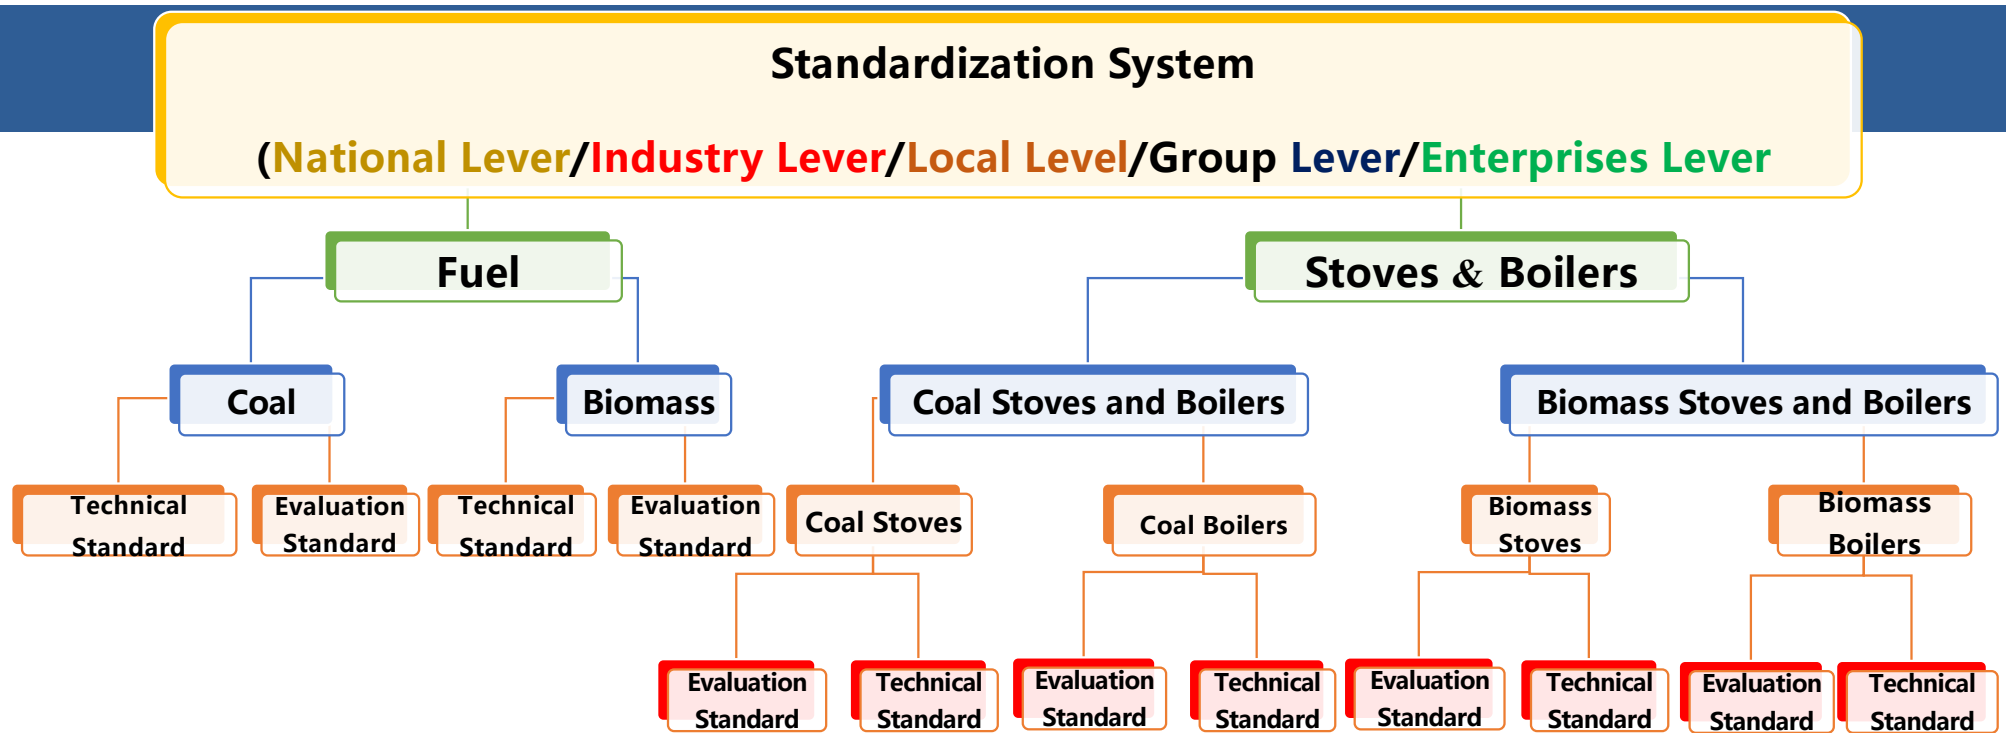 Standardization System
(National Lever/Industry Lever/Local Level/Group Lever/Enterprises Lever
Fuel
Stoves & Boilers
Coal
Biomass
Coal Stoves and Boilers
Biomass Stoves and Boilers
Technical
Standard
Evaluation
Standard
Technical
Standard
Evaluation
Standard
Coal Stoves
Coal Boilers
Biomass
Stoves
Biomass
Boilers
Evaluation
Standard
Technical
Standard
Evaluation
Standard
Technical
Standard
Evaluation
Standard
Technical
Standard
Evaluation
Standard
Technical
Standard